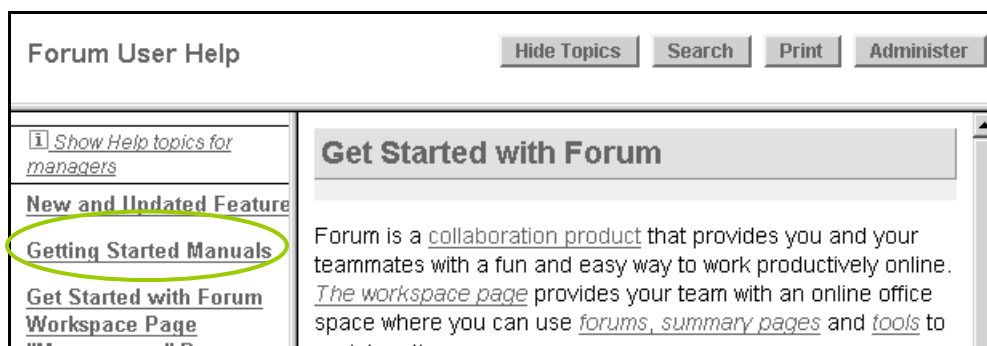 Forum User Help
Hide Topics Search Print Administer
i Show Help topics for
managers
New and Updated Feature
Getting Started Manuals
Get Started with Forum
Workspace Page
Get Started with Forum
Forum is a collaboration product that provides you and your
teammates with a fun and easy way to work productively online.
The workspace page provides your team with an online office
space where you can use forums, summary pages and tools to